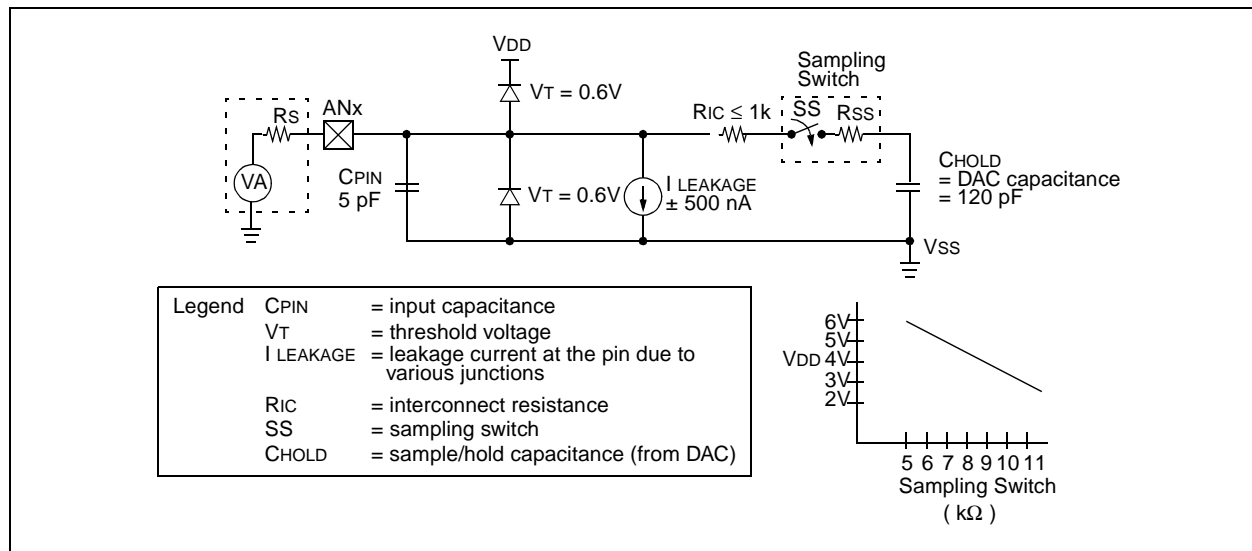 VDD
Sampling
Switch
VT = 0.6V
ANx
RS
RIC ≤ 1k
SS
RSS
VA
CPIN
5 pF
VT = 0.6V
I LEAKAGE
± 500 nA
CHOLD
= DAC capacitance
= 120 pF
VSS
Legend CPIN = input capacitance
VT = threshold voltage
I LEAKAGE = leakage current at the pin due to
various junctions
RIC = interconnect resistance
SS = sampling switch
CHOLD = sample/hold capacitance (from DAC)
6V
5V
VDD 4V
3V
2V
5 6 7 8 9 10 11
Sampling Switch
( kΩ )